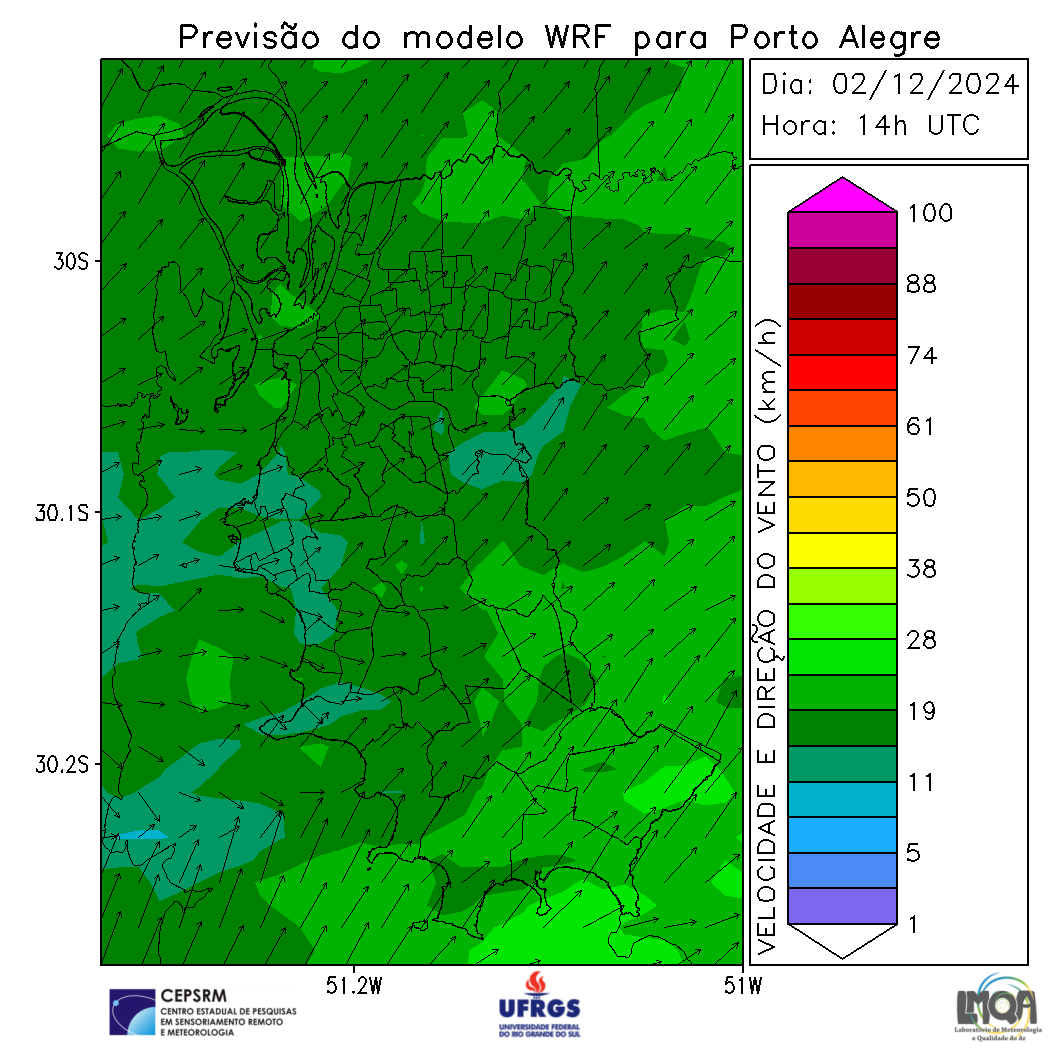 Previsão do modelo WRF para Porto Alegre
Dia: 02/12/2024
Hora: 14h UTC
30S
30.1S
30.2S
51.2W
51W
VELOCIDADE E DIREÇÃO DO VENTO (km/h)
100
88
74
61
50
38
28
19
11
5
1
CEPSRM
CENTRO ESTADUAL DE PESQUISAS
EM SENSORIAMENTO REMOTO
E METEOROLOGIA
UFRGS
UNIVERSIDADE FEDERAL
DO RIO GRANDE DO SUL
LMQA
Laboratório de Meteorologia
e Qualidade do Ar